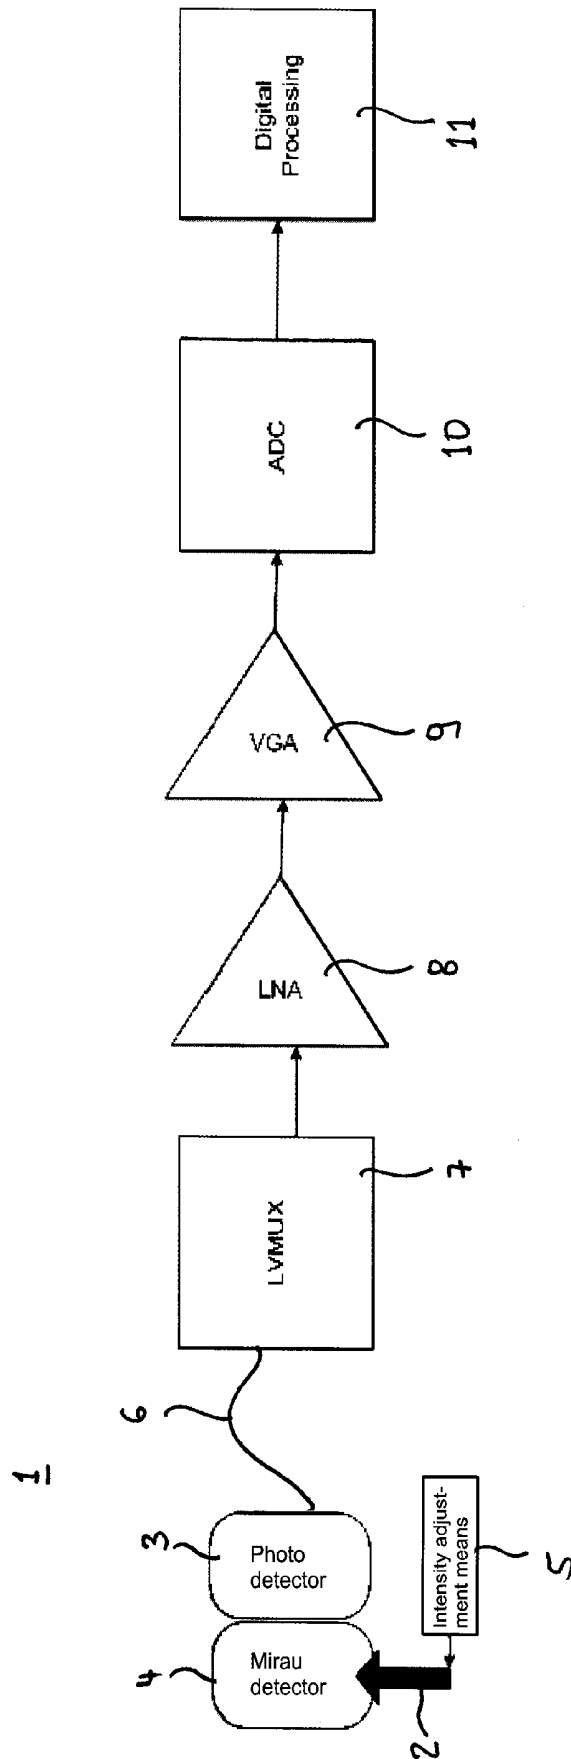 1
Digital
Processing
11
ADC
10
VGA
9
LNA
8
LVMUX
7
6
Photo
detector
3
Mirau
detector
4
Intensity adjust-
ment means
5
2